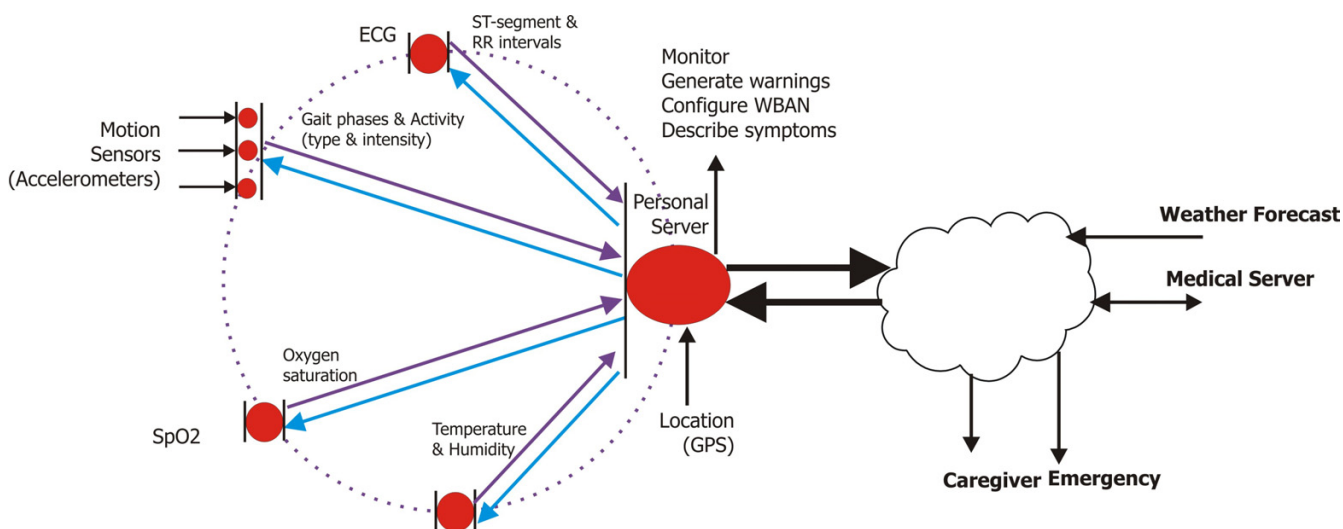 ECG
ST-segment &
RR intervals
Monitor
Generate warnings
Configure WBAN
Describe symptoms
Motion
Sensors
(Accelerometers)
Gait phases & Activity
(type & intensity)
Personal
Server
Weather Forecast
Medical Server
Oxygen
saturation
SpO2
Temperature
& Humidity
Location
(GPS)
Caregiver Emergency